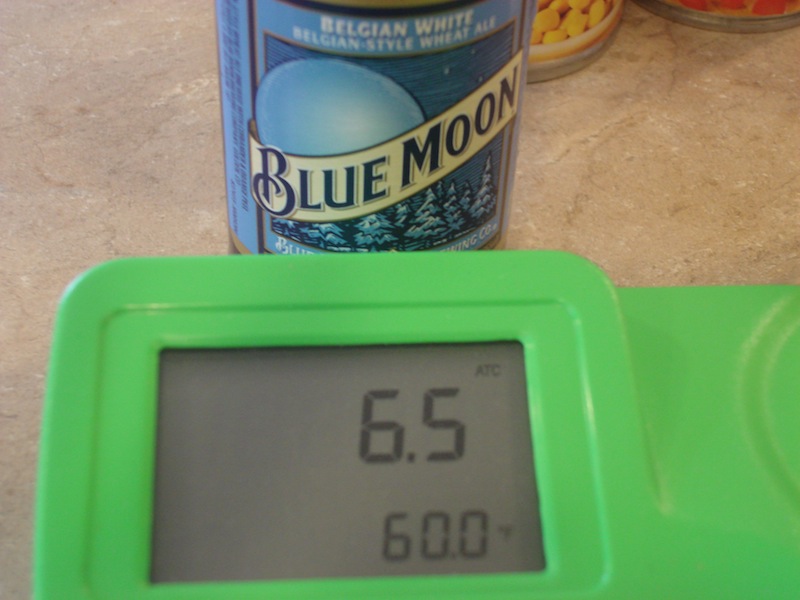 BELGIAN WHITE
BELGIAN-STYLE WHEAT ALE
BLUE MOON
ATC
6.5
60.0 °F